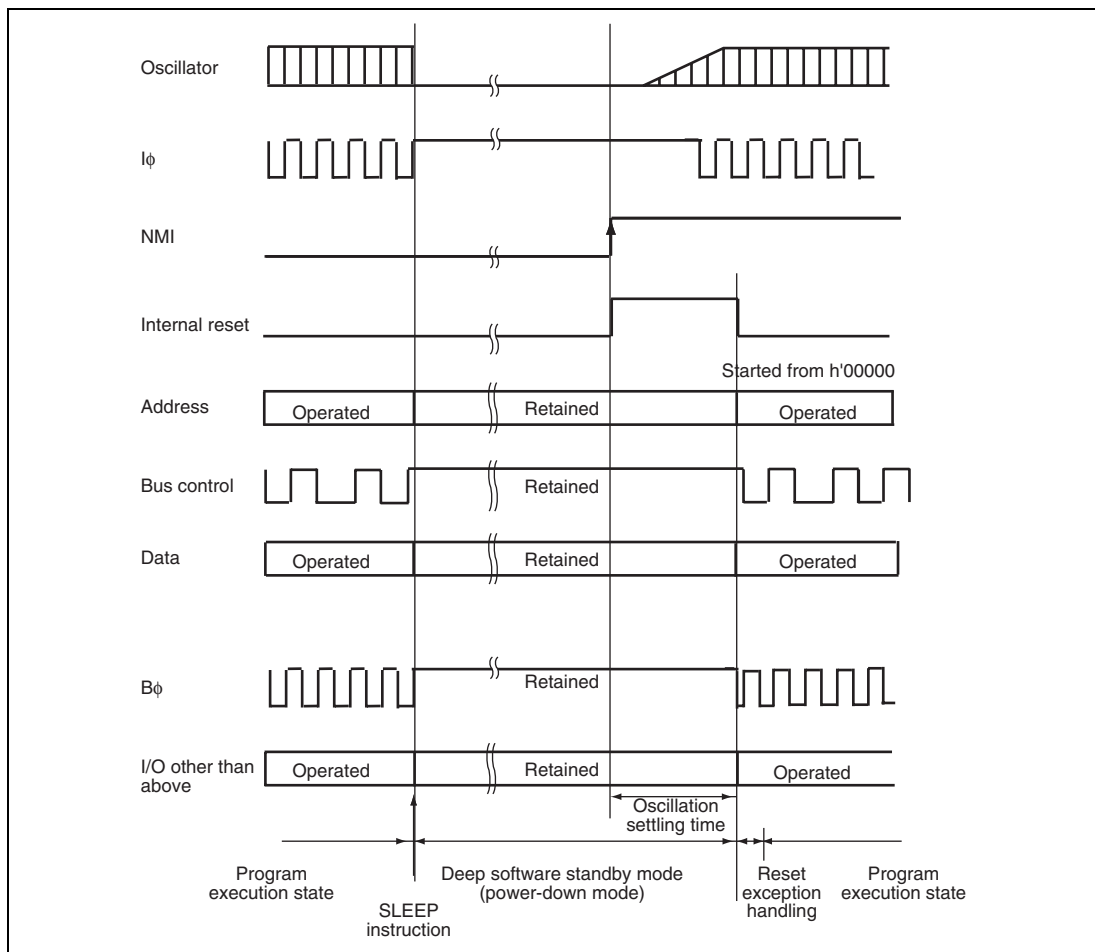 Oscillator
Iϕ
NMI
Internal reset
Started from h'00000
Address
Operated
Retained
Operated
Bus control
Retained
Data
Operated
Retained
Operated
Bϕ
Retained
I/O other than
above
Operated
Retained
Operated
Oscillation
settling time
Program
execution state
SLEEP
instruction
Deep software standby mode
(power-down mode)
Reset
exception
handling
Program
execution state